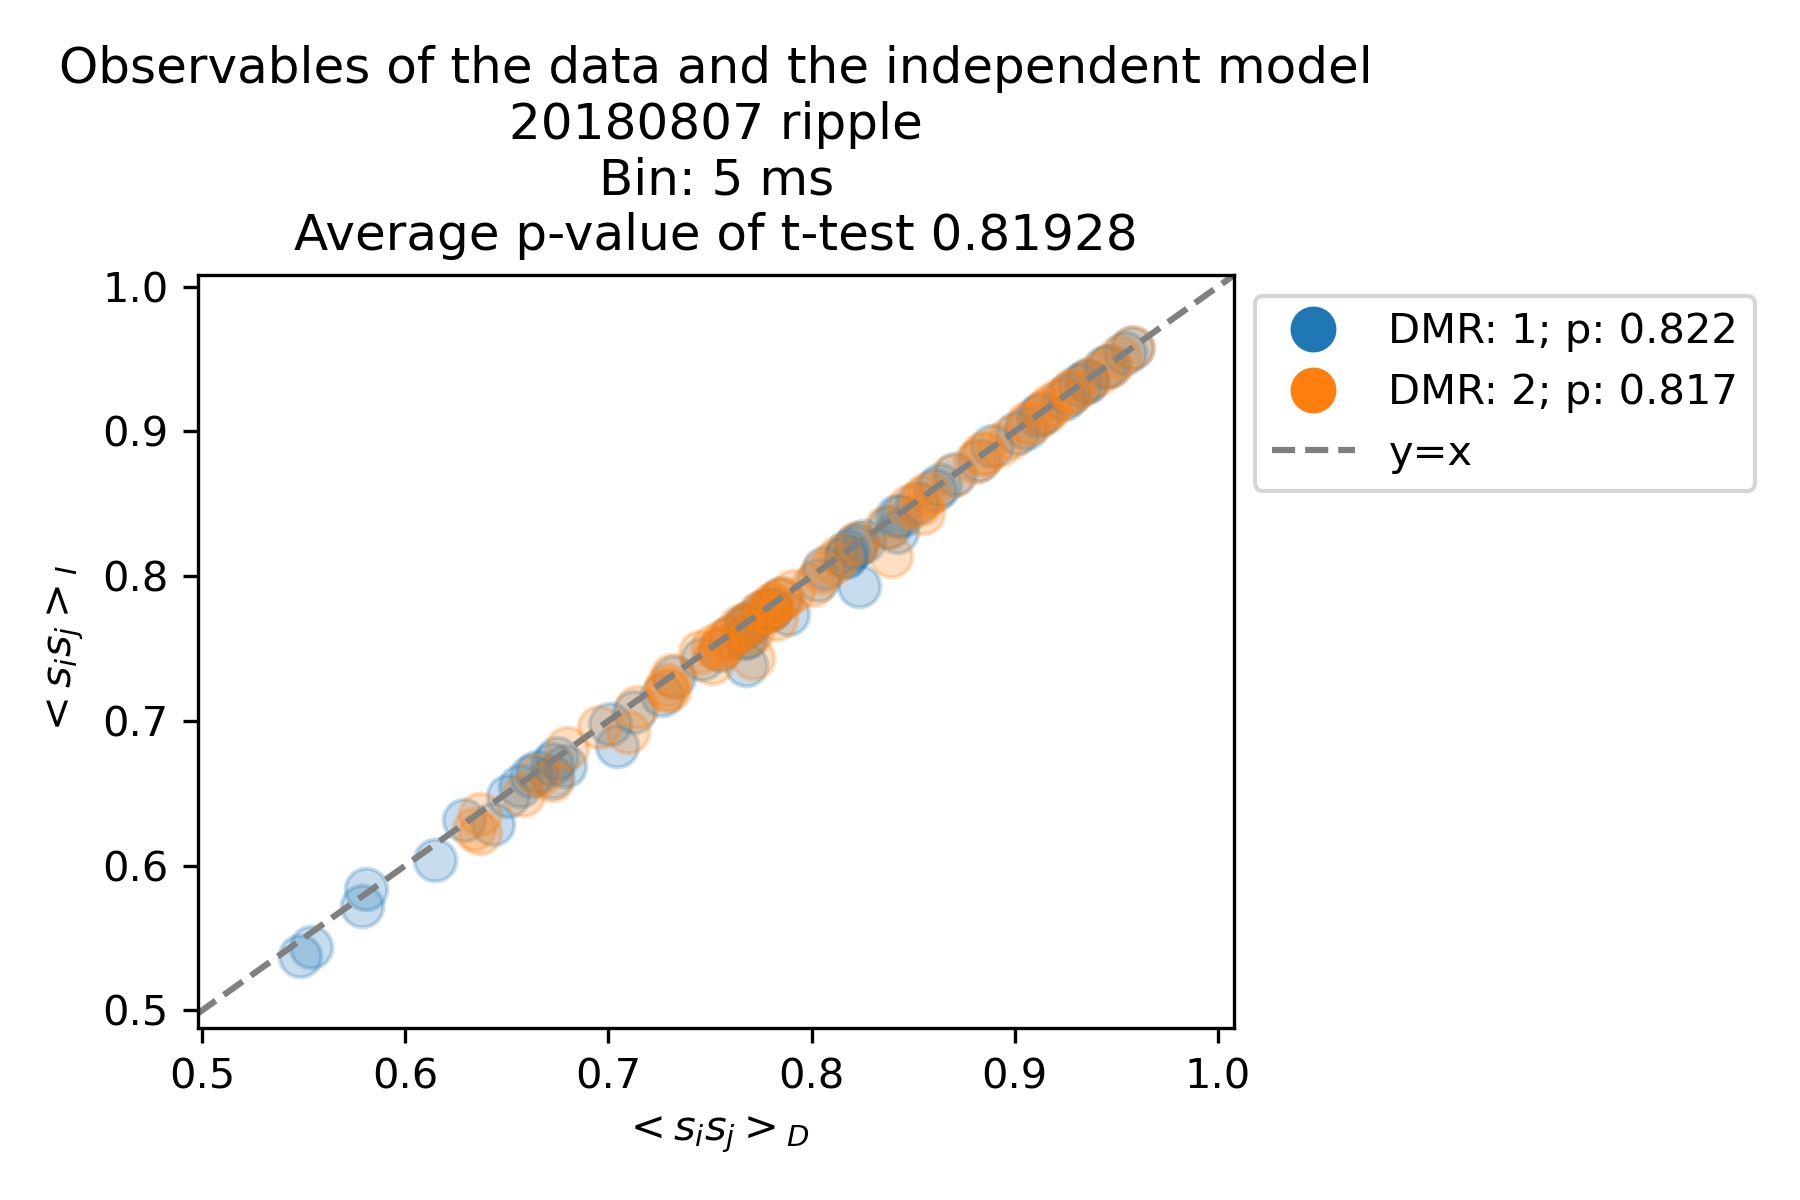 Observables of the data and the independent model
20180807 ripple
Bin: 5 ms
Average p-value of t-test 0.81928
1.0
0.9
0.8
0.7
0.6
0.5
< s_i s_j >_I
0.5 0.6 0.7 0.8 0.9 1.0
< s_i s_j >_D
DMR: 1; p: 0.822
DMR: 2; p: 0.817
y=x